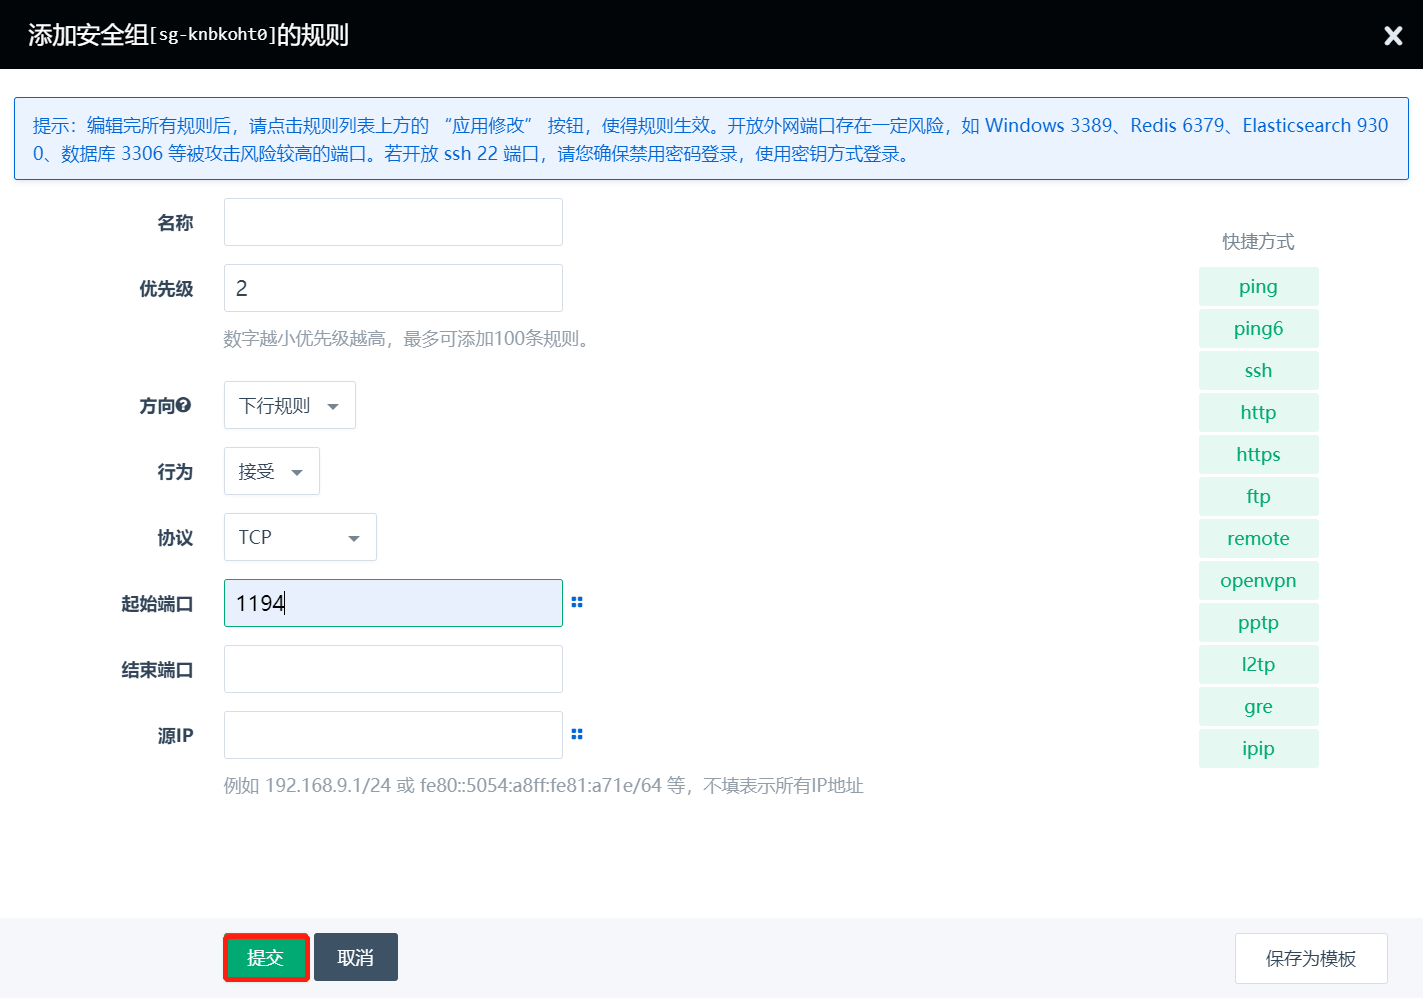 添加安全组[sg-knbkoht0]的规则
提示：编辑完所有规则后，请点击规则列表上方的 “应用修改” 按钮，使得规则生效。开放外网端口存在一定风险，如 Windows 3389、Redis 6379、Elasticsearch 930
0、数据库 3306 等被攻击风险较高的端口。若开放 ssh 22 端口，请您确保禁用密码登录，使用密钥方式登录。
名称
优先级
2
数字越小优先级越高，最多可添加100条规则。
方向
下行规则
行为
接受
协议
TCP
起始端口
1194
结束端口
源IP
例如 192.168.9.1/24 或 fe80::5054:a8ff:fe81:a71e/64 等，不填表示所有IP地址
快捷方式
ping
ping6
ssh
http
https
ftp
remote
openvpn
pptp
l2tp
gre
ipip
提交
取消
保存为模板